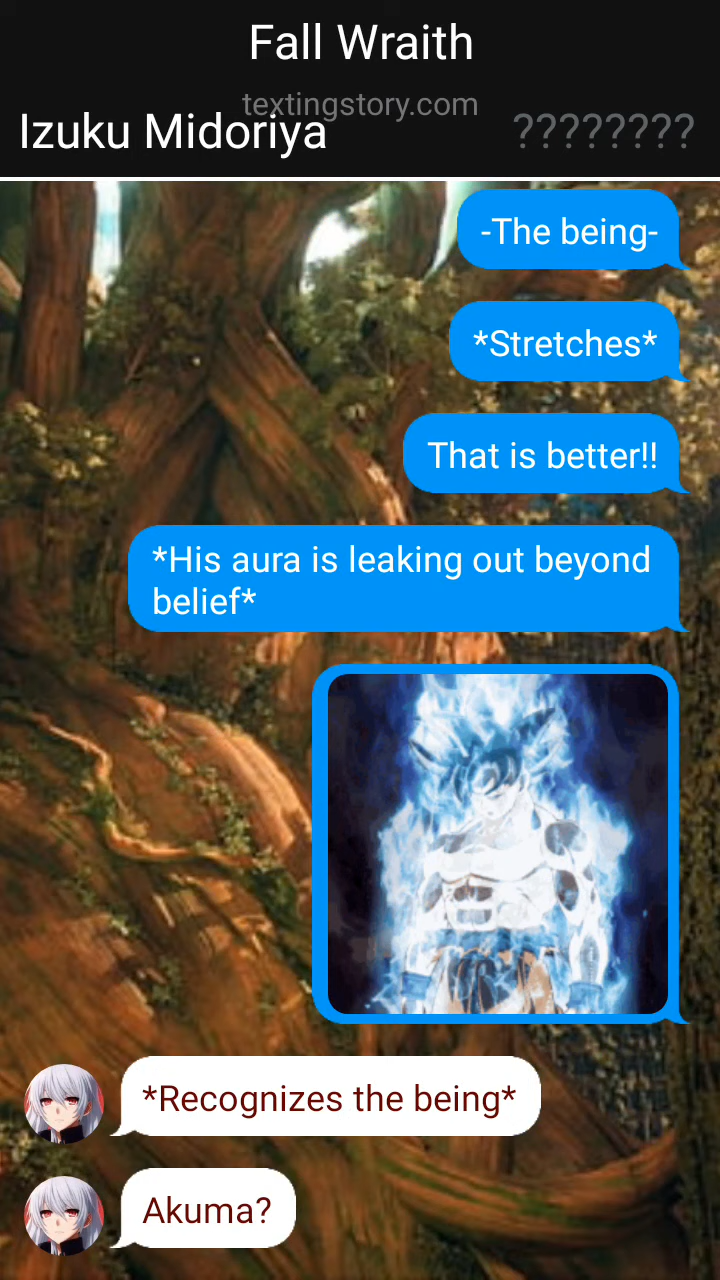 Fall Wraith
textingstory.com
Izuku Midoriya
????????
-The being-
*Stretches*
That is better!!
*His aura is leaking out beyond
belief*
*Recognizes the being*
Akuma?